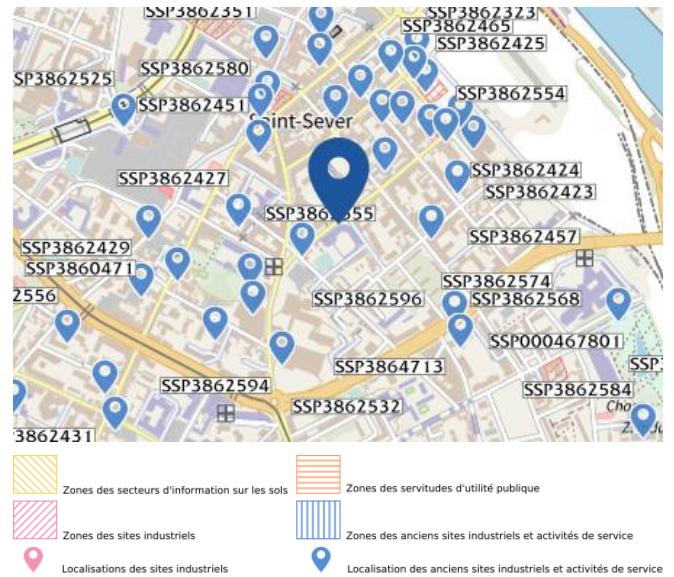 SSP3862351
SSP3862323
SSP3862465
SSP3862425
SSP3862580
SSP3862525
SSP3862554
SSP3862451
Saint-Sever
SSP3862424
SSP3862427
SSP3862423
SSP3862457
SSP3862429
SSP3860471
SSP3862574
2556
SSP3862596
SSP3862568
SSP000467801
SSP3864713
SSP3862594
SSP3862584
SSP3862532
3862431
Zones des secteurs d'information sur les sols
Zones des servitudes d'utilité publique
Zones des sites industriels
Zones des anciens sites industriels et activités de service
Localisations des sites industriels
Localisation des anciens sites industriels et activités de service